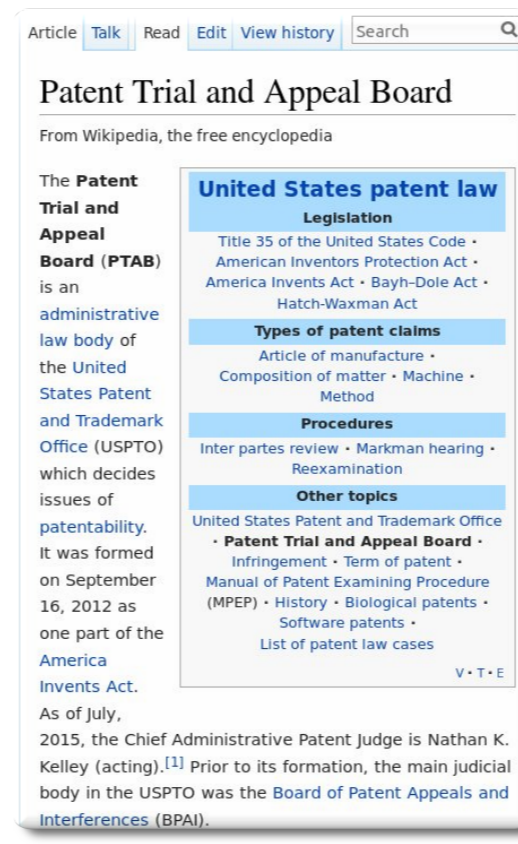 Article Talk Read Edit View history Search
Patent Trial and Appeal Board
From Wikipedia, the free encyclopedia
The Patent
Trial and
Appeal
Board (PTAB)
is an
administrative
law body of
the United
States Patent
and Trademark
Office (USPTO)
which decides
issues of
patentability.
It was formed
on September
16, 2012 as
one part of the
America
Invents Act.
As of July,
United States patent law
Legislation
Title 35 of the United States Code ·
American Inventors Protection Act ·
America Invents Act · Bayh–Dole Act ·
Hatch-Waxman Act
Types of patent claims
Article of manufacture ·
Composition of matter · Machine ·
Method
Procedures
Inter partes review · Markman hearing ·
Reexamination
Other topics
United States Patent and Trademark Office
· Patent Trial and Appeal Board ·
Infringement · Term of patent ·
Manual of Patent Examining Procedure
(MPEP) · History · Biological patents ·
Software patents ·
List of patent law cases
V · T · E
2015, the Chief Administrative Patent Judge is Nathan K.
Kelley (acting).[1] Prior to its formation, the main judicial
body in the USPTO was the Board of Patent Appeals and
Interferences (BPAI).